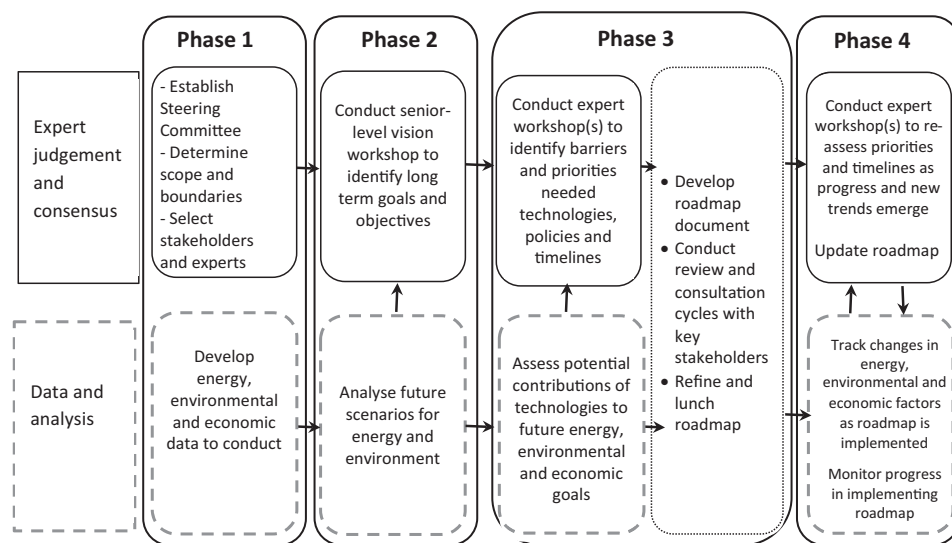 Phase 1
Phase 2
Phase 3
Phase 4
Expert
judgement
and
consensus
- Establish
Steering
Committee
- Determine
scope and
boundaries
- Select
stakeholders
and experts
Conduct senior-
level vision
workshop to
identify long
term goals and
objectives
Conduct expert
workshop(s) to
identify barriers
and priorities
needed
technologies,
policies and
timelines
• Develop
roadmap
document
• Conduct
review and
consultation
cycles with
key
stakeholders
• Refine and
lunch
roadmap
Conduct expert
workshop(s) to re-
assess priorities
and timelines as
progress and new
trends emerge
Update roadmap
Data and
analysis
Develop
energy,
environmental
and economic
data to conduct
Analyse future
scenarios for
energy and
environment
Assess potential
contributions of
technologies to
future energy,
environmental
and economic
goals
Track changes in
energy,
environmental and
economic factors
as roadmap is
implemented
Monitor progress
in implementing
roadmap